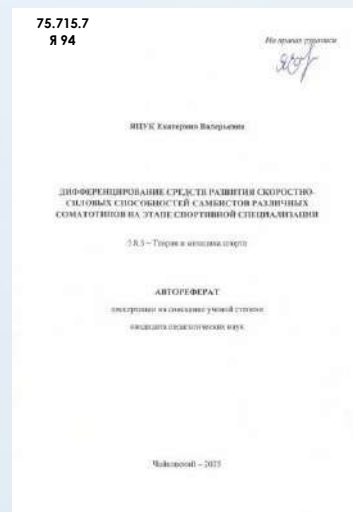 75.715.7
Я 94
На правах рукописи
ЯЦУК Екатерина Валерьевна
ДИФФЕРЕНЦИРОВАНИЕ СРЕДСТВ РАЗВИТИЯ СКОРОСТНО-
СИЛОВЫХ СПОСОБНОСТЕЙ САМБИСТОВ РАЗЛИЧНЫХ
СОМАТОТИПОВ НА ЭТАПЕ СПОРТИВНОЙ СПЕЦИАЛИЗАЦИИ
5.8.5 – Теория и методика спорта
АВТОРЕФЕРАТ
диссертации на соискание ученой степени
кандидата педагогических наук
Чайковский – 2025